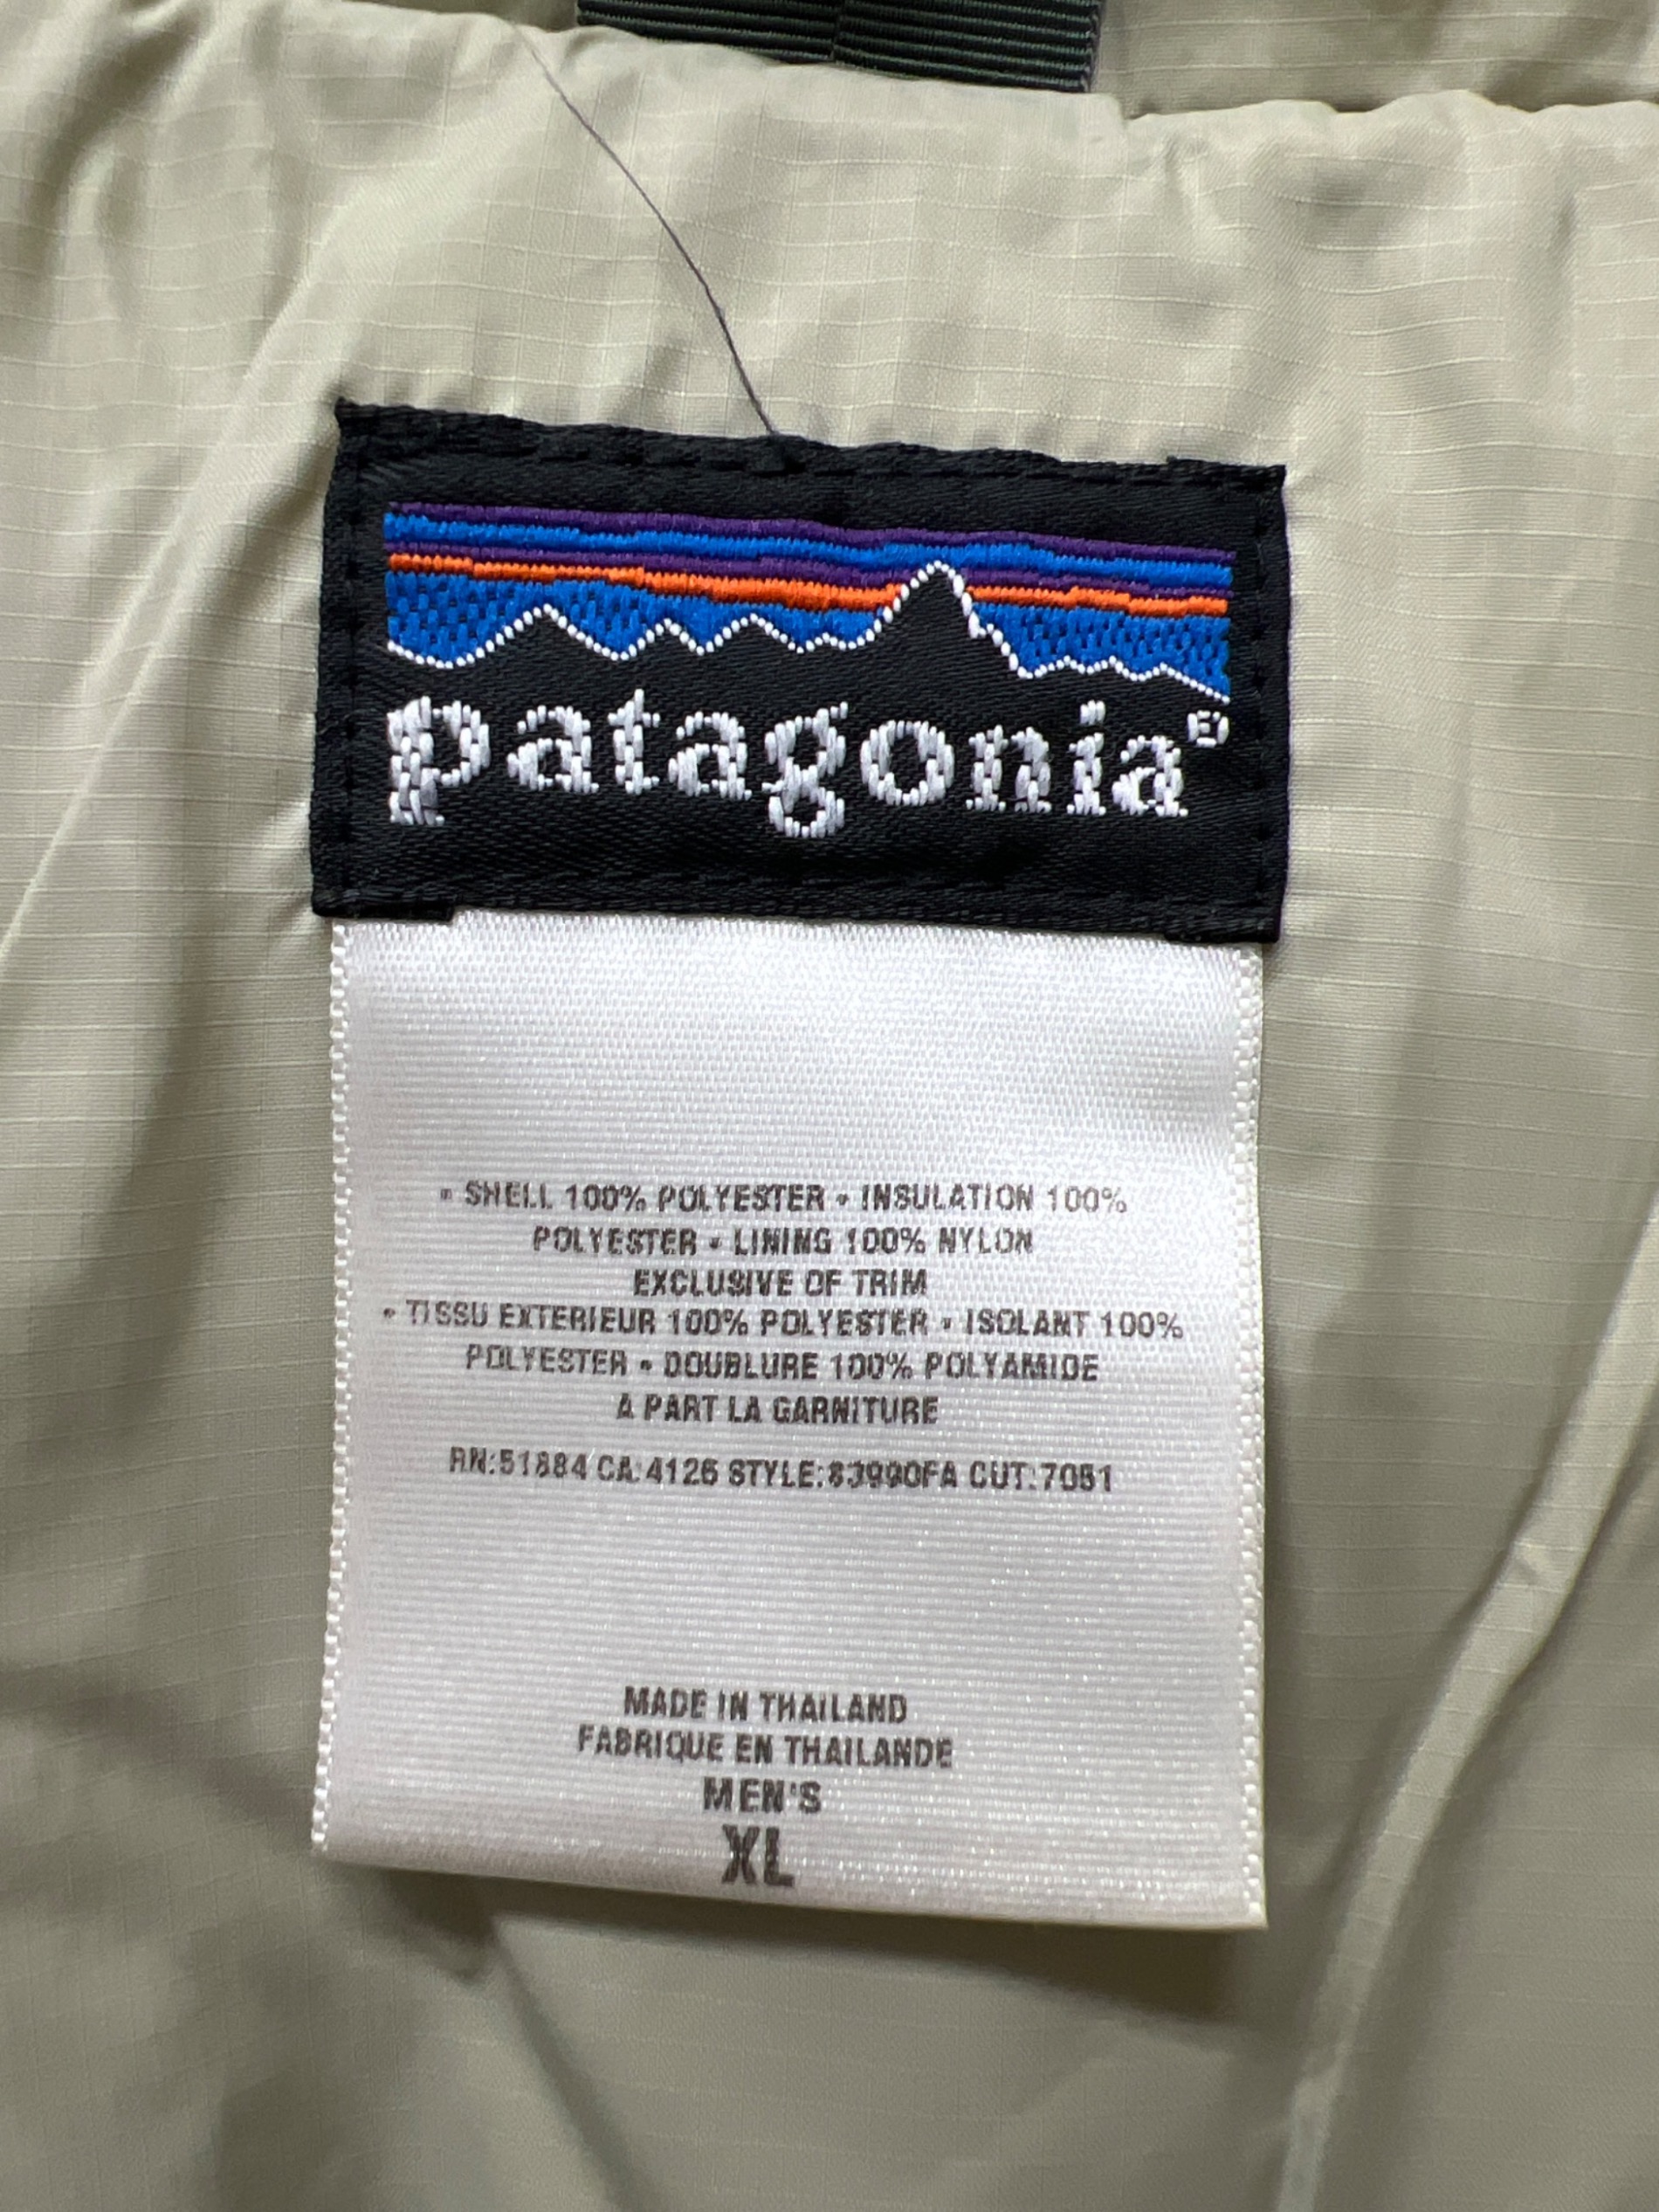 patagonia®
• SHELL 100% POLYESTER • INSULATION 100%
POLYESTER • LINING 100% NYLON
EXCLUSIVE OF TRIM
• TISSU EXTERIEUR 100% POLYESTER • ISOLANT 100%
POLYESTER • DOUBLURE 100% POLYAMIDE
A PART LA GARNITURE
RN:51884 CA:4126 STYLE:83990FA CUT:7051
MADE IN THAILAND
FABRIQUE EN THAILANDE
MEN'S
XL